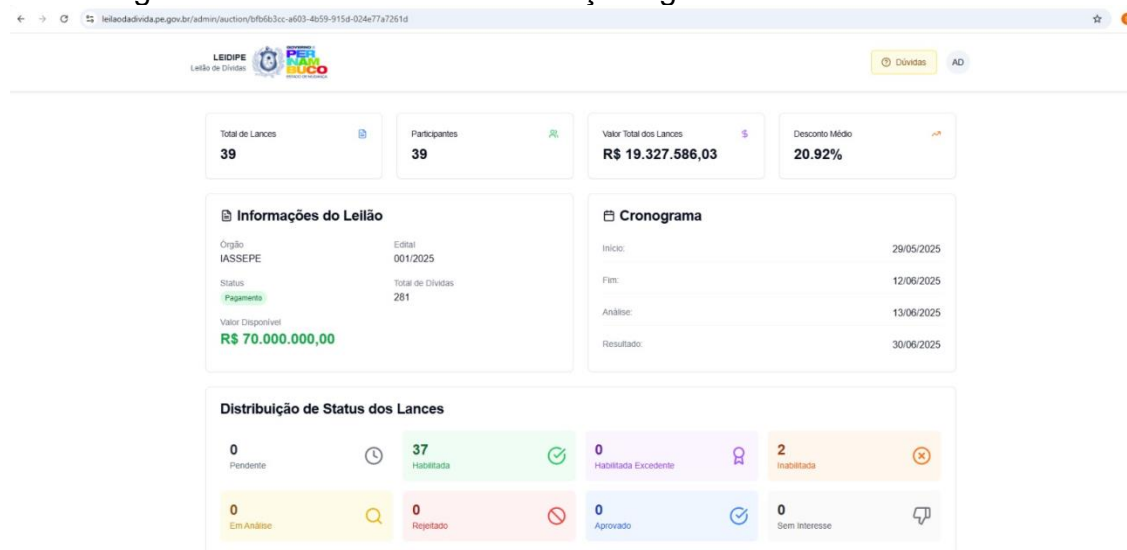 leilaodadivida.pe.gov.br/admin/auction/bfb6b3cc-a603-4b59-915d-024e77a7261d
LEIDIPE
Leilão de Dívidas
GOVERNO
PERNAMBUCO
ESTADO DE MUDANÇA
Dúvidas
AD
Total de Lances
39
Participantes
39
Valor Total dos Lances
R$ 19.327.586,03
Desconto Médio
20.92%
Informações do Leilão
Órgão
IASSEPE
Edital
001/2025
Status
Pagamento
Total de Dívidas
281
Valor Disponível
R$ 70.000.000,00
Cronograma
Início:
29/05/2025
Fim:
12/06/2025
Análise:
13/06/2025
Resultado:
30/06/2025
Distribuição de Status dos Lances
0
Pendente
37
Habilitada
0
Habilitada Excedente
2
Inabilitada
0
Em Análise
0
Rejeitado
0
Aprovado
0
Sem Interesse